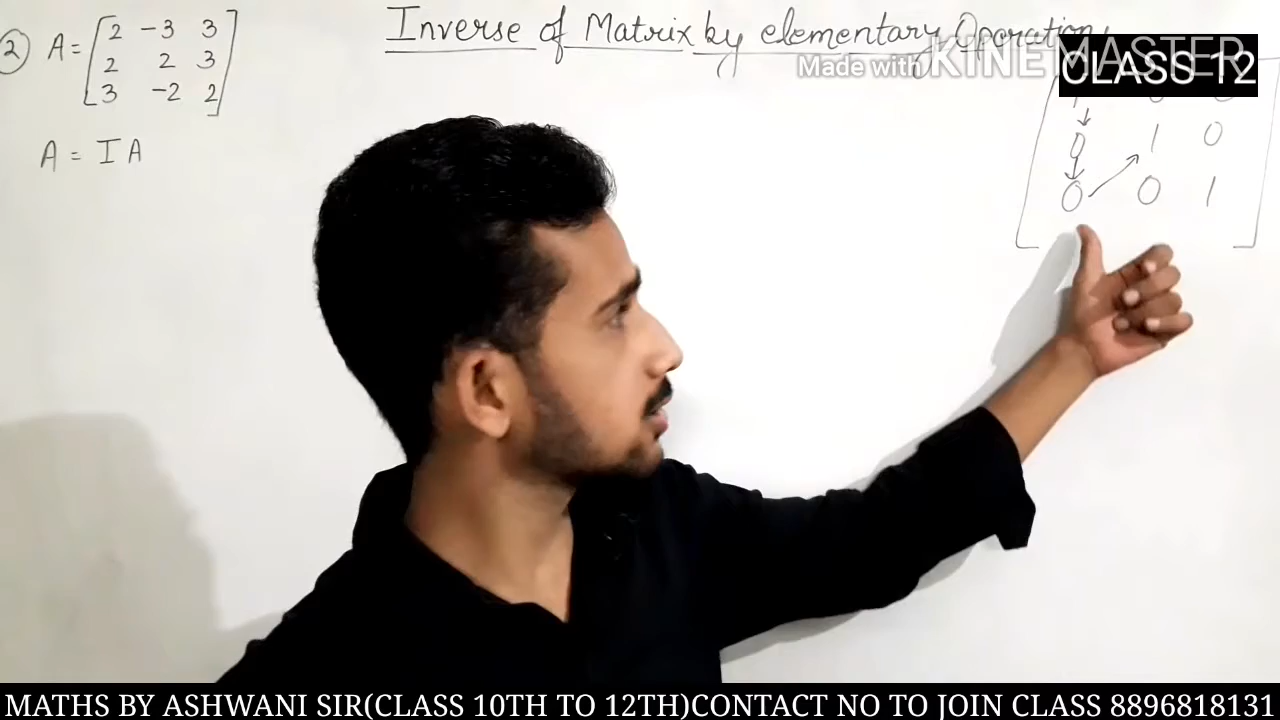 Inverse of Matrix by elementary Operation,
Made with KINEMASTER
CLASS 12
② A = [ 2 -3 3
2 2 3
3 -2 2 ]
A = I A
0 1 0
0 0 1
MATHS BY ASHWANI SIR(CLASS 10TH TO 12TH)CONTACT NO TO JOIN CLASS 8896818131